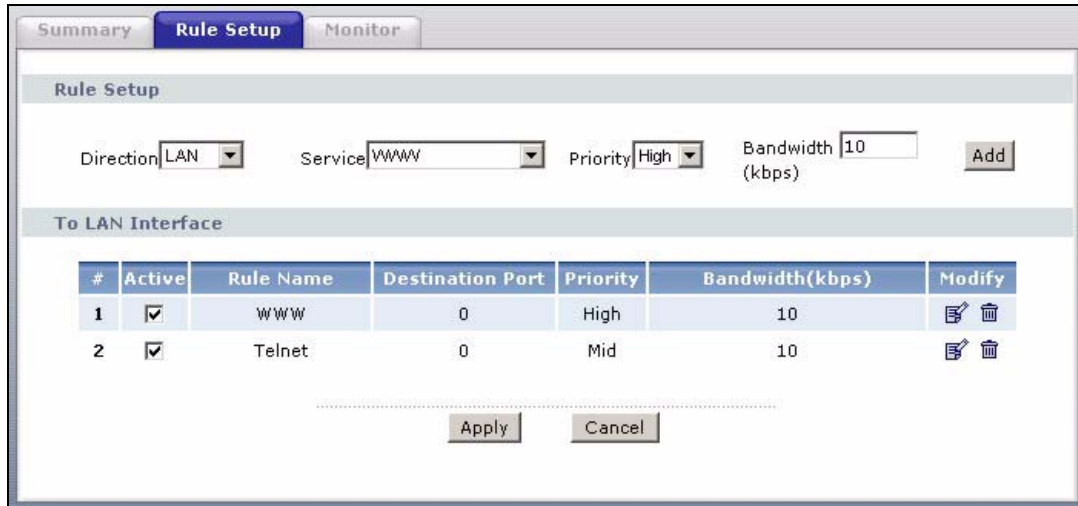 Summary Rule Setup Monitor
Rule Setup
Direction LAN Service WWW Priority High Bandwidth (kbps) 10 Add
To LAN Interface
# Active Rule Name Destination Port Priority Bandwidth(kbps) Modify
1 WWW 0 High 10
2 Telnet 0 Mid 10
Apply Cancel